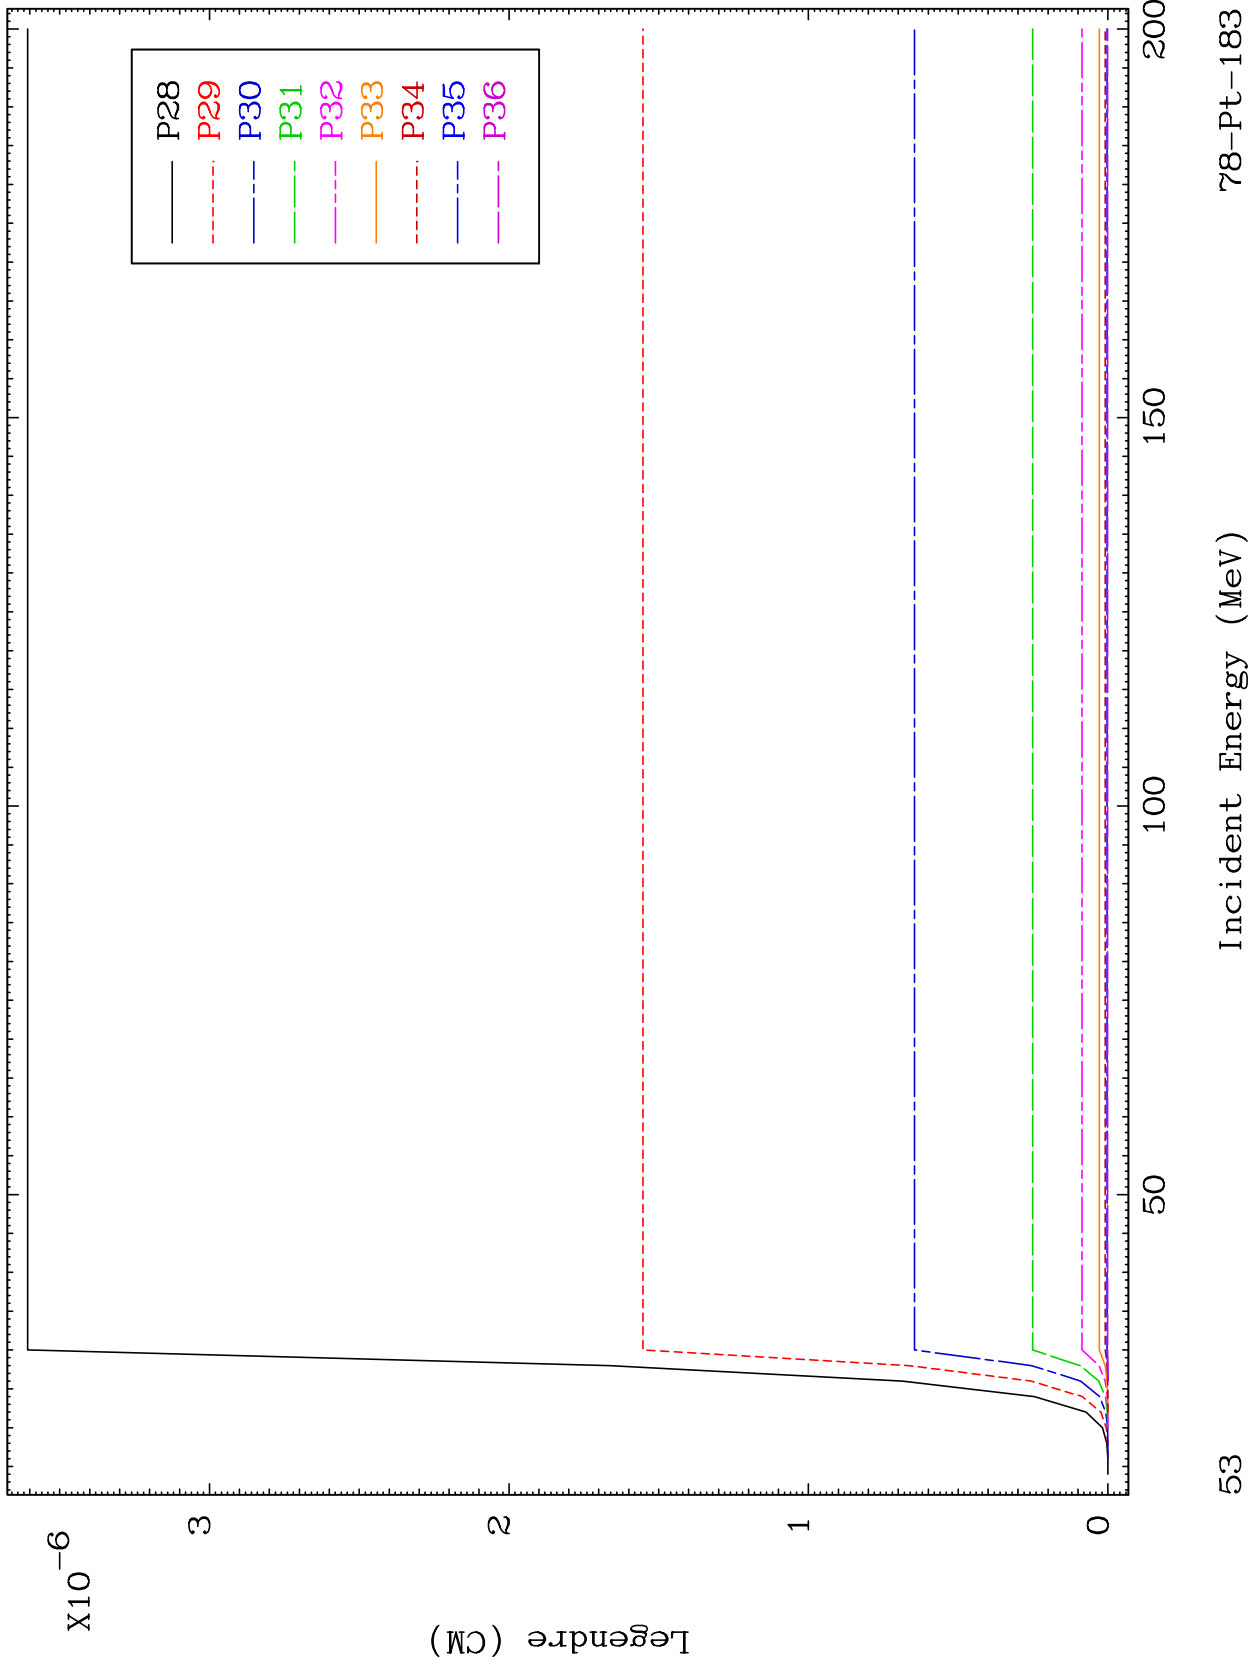 X10⁻⁶
Legendre (CM)
3
2
1
0
P28
P29
P30
P31
P32
P33
P34
P35
P36
50
100
150
200
Incident Energy (MeV)
53
78-Pt-183